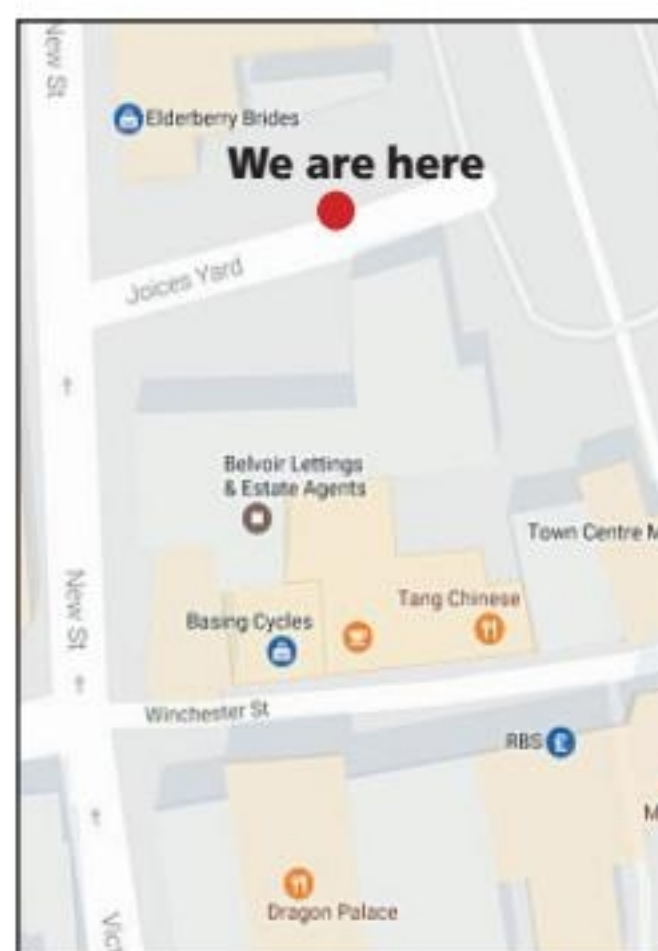 New St
Elderberry Brides
We are here
Joices Yard
Belvoir Lettings
& Estate Agents
Town Centre M
New St
Tang Chinese
Basing Cycles
Winchester St
RBS
£
M
Dragon Palace
Vict